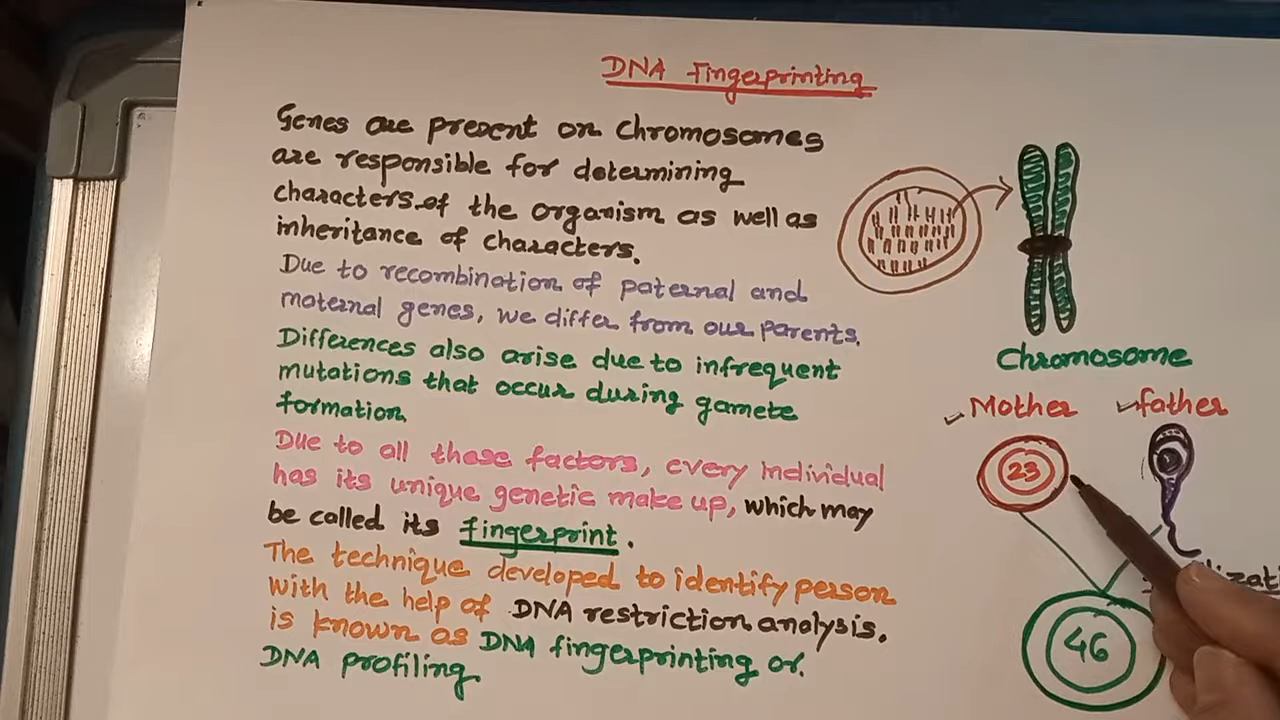 DNA Fingerprinting
Genes are present on chromosomes
are responsible for determining
characters of the organism as well as
inheritance of characters.
Due to recombination of paternal and
maternal genes, we differ from our parents.
Differences also arise due to infrequent
mutations that occur during gamete
formation.
Due to all these factors, every individual
has its unique genetic make up, which may
be called its fingerprint.
The technique developed to identify person
with the help of DNA restriction analysis.
is known as DNA fingerprinting or.
DNA profiling
Chromosome
Mother father
23
46